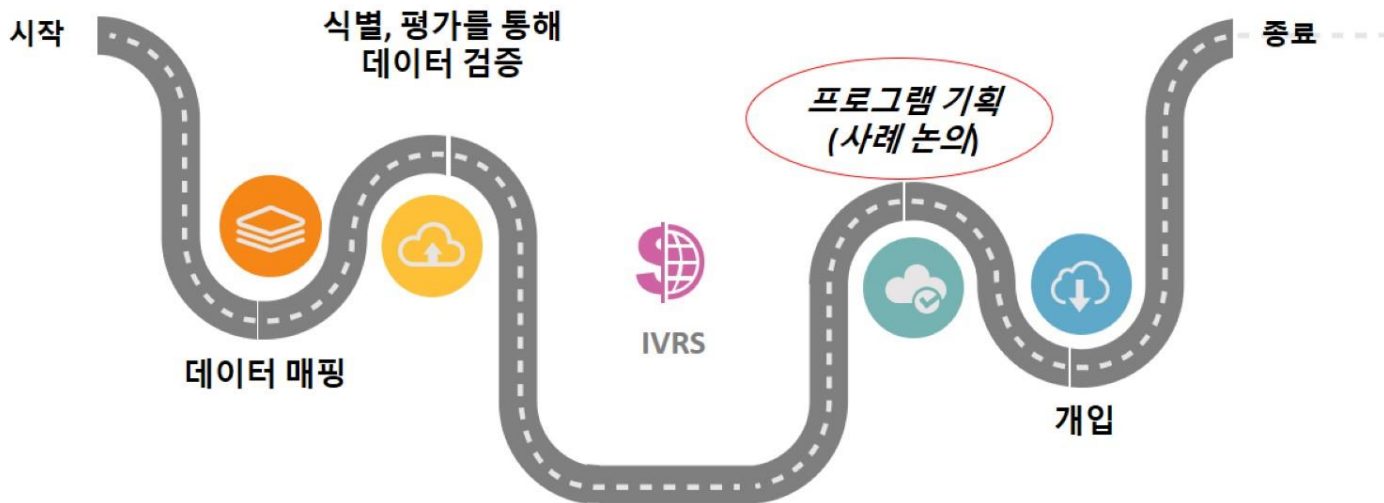 시작
식별, 평가를 통해
데이터 검증
데이터 매핑
IVRS
프로그램 기획
(사례 논의)
개입
종료